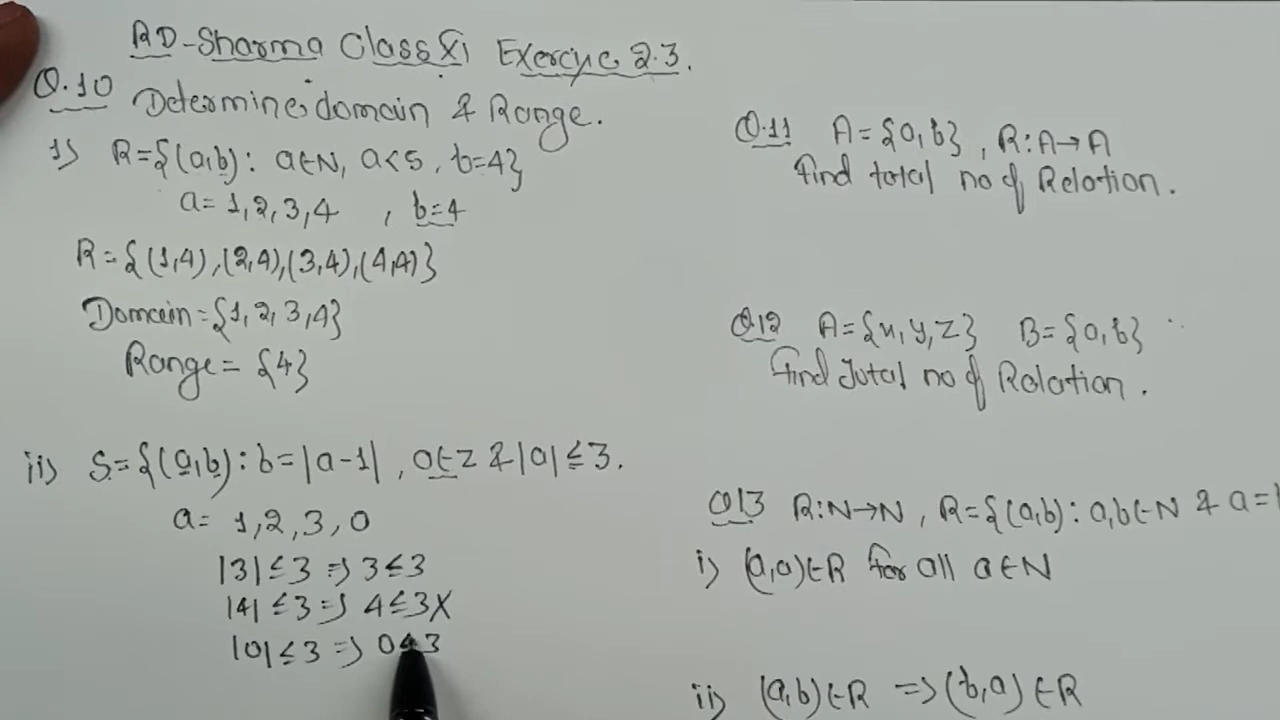 RD-Sharma Class XI Exercise 2.3.
Q.10 Determine domain & Range.
i) R={(a,b): a∈N, a<5, b=4}
a= 1,2,3,4 , b=4
R={(1,4),(2,4),(3,4),(4,4)}
Domain={1,2,3,4}
Range= {4}
ii) S={(a,b): b=|a-1|, a∈Z & |a|≤3.
a= 1,2,3,0
|3|≤3 => 3≤3
|4|≤3 => 4≤3X
|0|≤3 => 0≤3
Q.11 A={a,b}, R:A→A
Find total no of Relation.
Q.12 A={x,y,z} B={a,b}
Find Total no of Relation.
Q13 R:N→N, R={(a,b): a,b∈N & a=
i) (a,a)∈R for all a∈N
ii) (a,b)∈R => (b,a)∈R